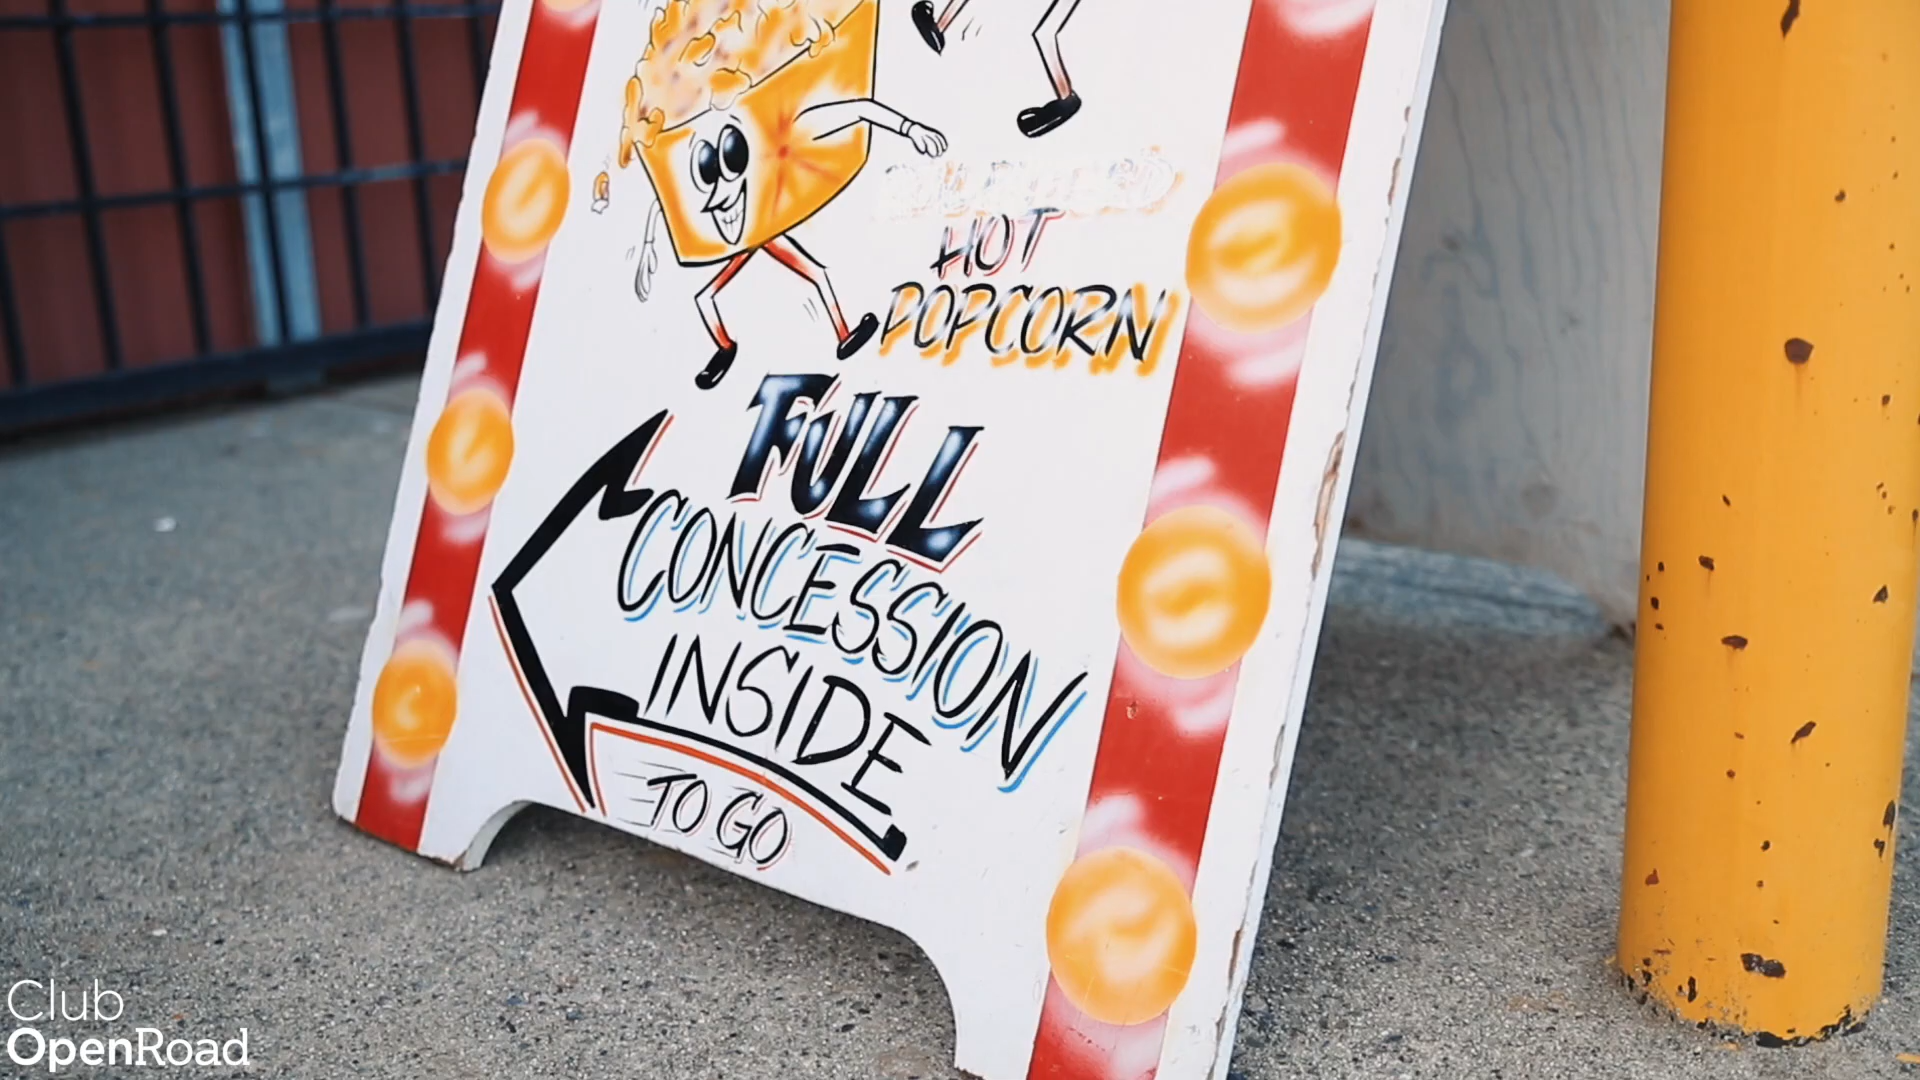 HOT
POPCORN
FULL
CONCESSION
INSIDE
TO GO
Club
OpenRoad